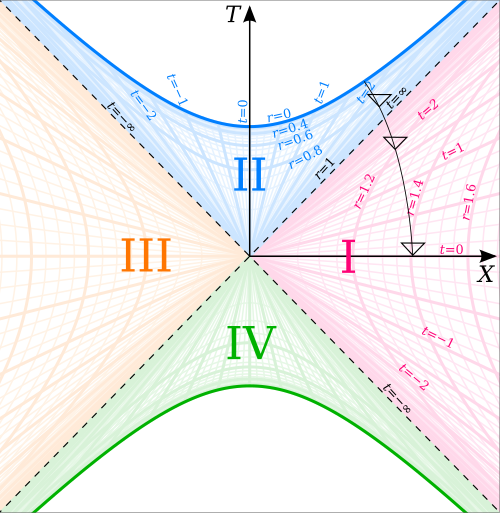 T
t=−1
t=−2
t=−∞
t=0
r=0
r=0.4
r=0.6
r=0.8
t=1
t=2
t=∞
r=1
II
t=2
t=1
r=1.2
r=1.4
r=1.6
III
I
t=0
X
IV
t=−1
t=−2
t=−∞